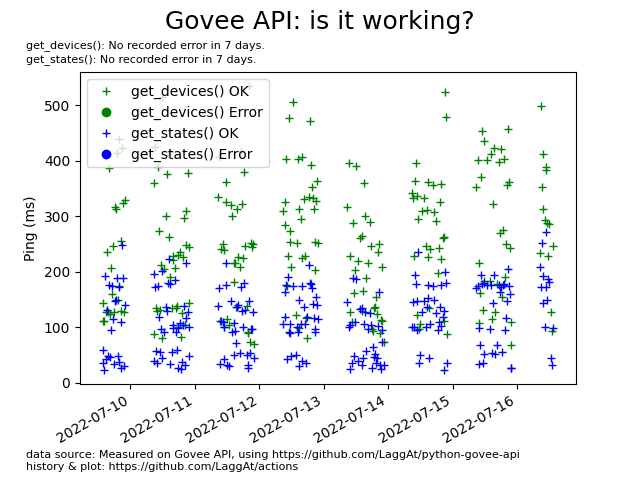 Govee API: is it working?
get_devices(): No recorded error in 7 days.
get_states(): No recorded error in 7 days.
get_devices() OK
get_devices() Error
get_states() OK
get_states() Error
Ping (ms)
500
400
300
200
100
0
2022-07-10
2022-07-11
2022-07-12
2022-07-13
2022-07-14
2022-07-15
2022-07-16
data source: Measured on Govee API, using https://github.com/LaggAt/python-govee-api
history & plot: https://github.com/LaggAt/actions